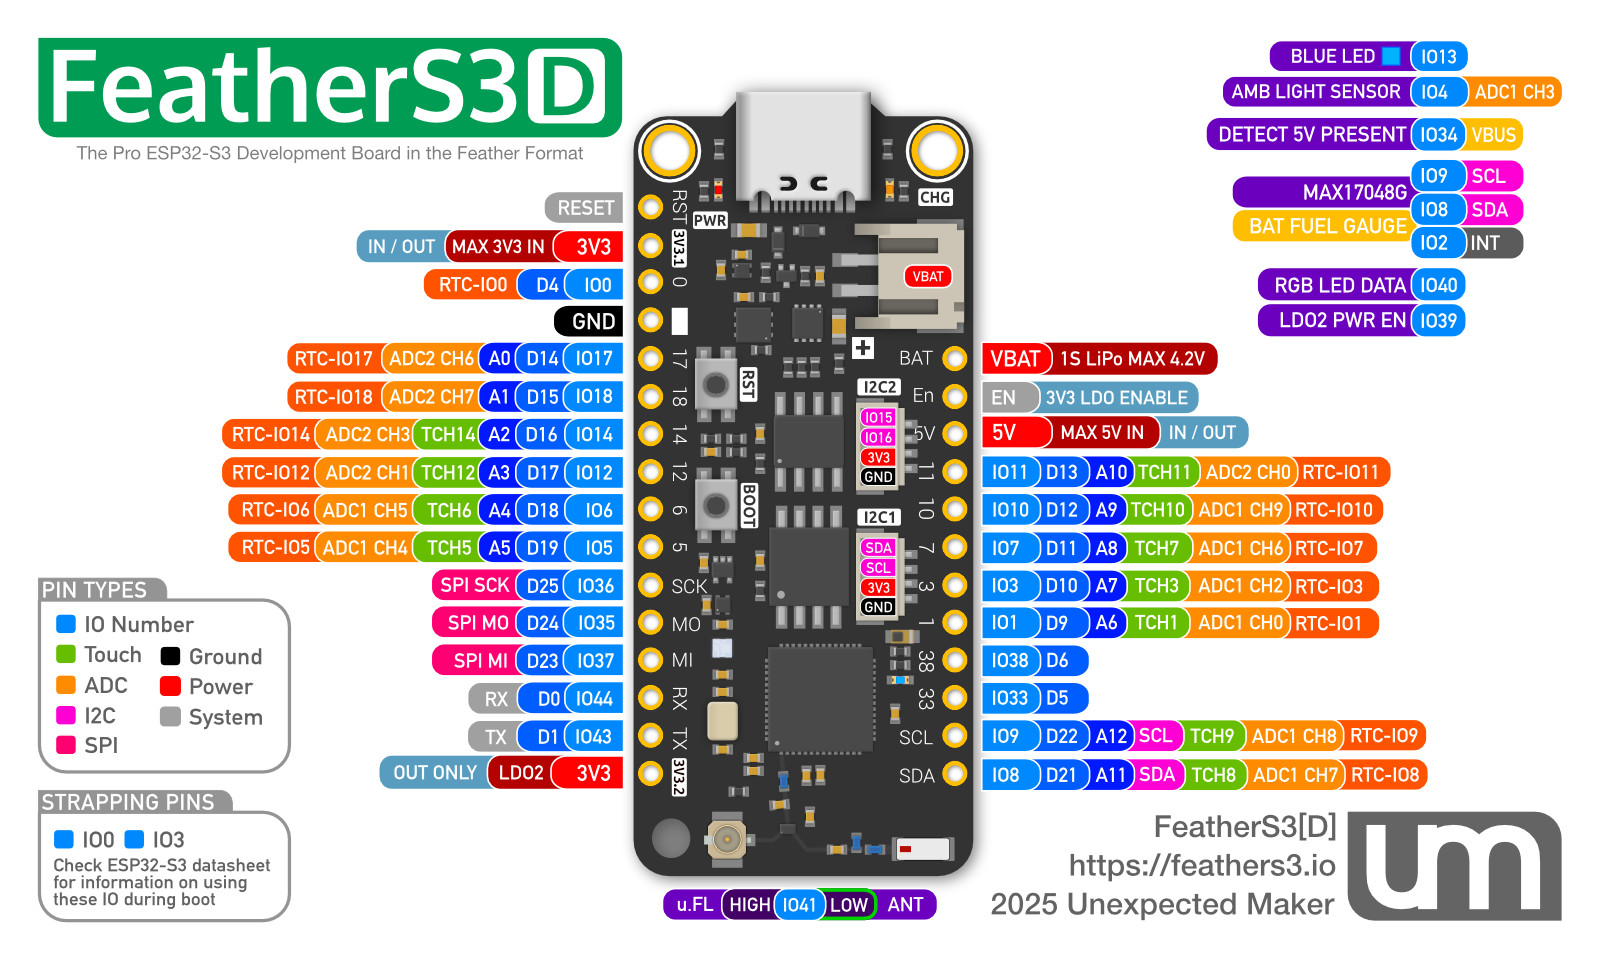 FeatherS3D
The Pro ESP32-S3 Development Board in the Feather Format
BLUE LED IO13
AMB LIGHT SENSOR IO4 ADC1 CH3
DETECT 5V PRESENT IO34 VBUS
MAX17048G
BAT FUEL GAUGE
IO9 SCL
IO8 SDA
IO2 INT
RGB LED DATA IO40
LDO2 PWR EN IO39
RESET
IN / OUT MAX 3V3 IN 3V3
RTC-IO0 D4 IO0
GND
RTC-IO17 ADC2 CH6 A0 D14 IO17
RTC-IO18 ADC2 CH7 A1 D15 IO18
RTC-IO14 ADC2 CH3 TCH14 A2 D16 IO14
RTC-IO12 ADC2 CH1 TCH12 A3 D17 IO12
RTC-IO6 ADC1 CH5 TCH6 A4 D18 IO6
RTC-IO5 ADC1 CH4 TCH5 A5 D19 IO5
SPI SCK D25 IO36
SPI MO D24 IO35
SPI MI D23 IO37
RX D0 IO44
TX D1 IO43
OUT ONLY LDO2 3V3
RST
3V3.1
0
17
18
14
12
6
5
SCK
MO
MI
RX
TX
3V3.2
PWR
CHG
VBAT
+
RST
BOOT
I2C2
IO15
IO16
3V3
GND
I2C1
SDA
SCL
3V3
GND
BAT
En
5V
11
10
7
3
1
38
33
SCL
SDA
VBAT 1S LiPo MAX 4.2V
EN 3V3 LDO ENABLE
5V MAX 5V IN IN / OUT
IO11 D13 A10 TCH11 ADC2 CH0 RTC-IO11
IO10 D12 A9 TCH10 ADC1 CH9 RTC-IO10
IO7 D11 A8 TCH7 ADC1 CH6 RTC-IO7
IO3 D10 A7 TCH3 ADC1 CH2 RTC-IO3
IO1 D9 A6 TCH1 ADC1 CH0 RTC-IO1
IO38 D6
IO33 D5
IO9 D22 A12 SCL TCH9 ADC1 CH8 RTC-IO9
IO8 D21 A11 SDA TCH8 ADC1 CH7 RTC-IO8
PIN TYPES
IO Number
Touch
ADC
I2C
SPI
Ground
Power
System
STRAPPING PINS
IO0 IO3
Check ESP32-S3 datasheet
for information on using
these IO during boot
u.FL HIGH IO41 LOW ANT
FeatherS3[D]
https://feathers3.io
2025 Unexpected Maker
um